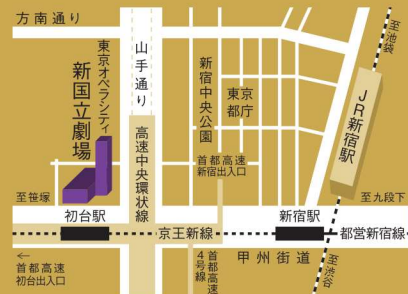 方南通り
東京オペラシティ
新国立劇場
山手通り
高速中央環状線
新宿中央公園
東京
都庁
首都高速
新宿出入口
至池袋
JR新宿駅
至笹塚
至九段下
初台駅
新宿駅
京王新線
都営新宿線
←
首都高速
初台出入口
首都高速
4号線
甲州街道
至渋谷